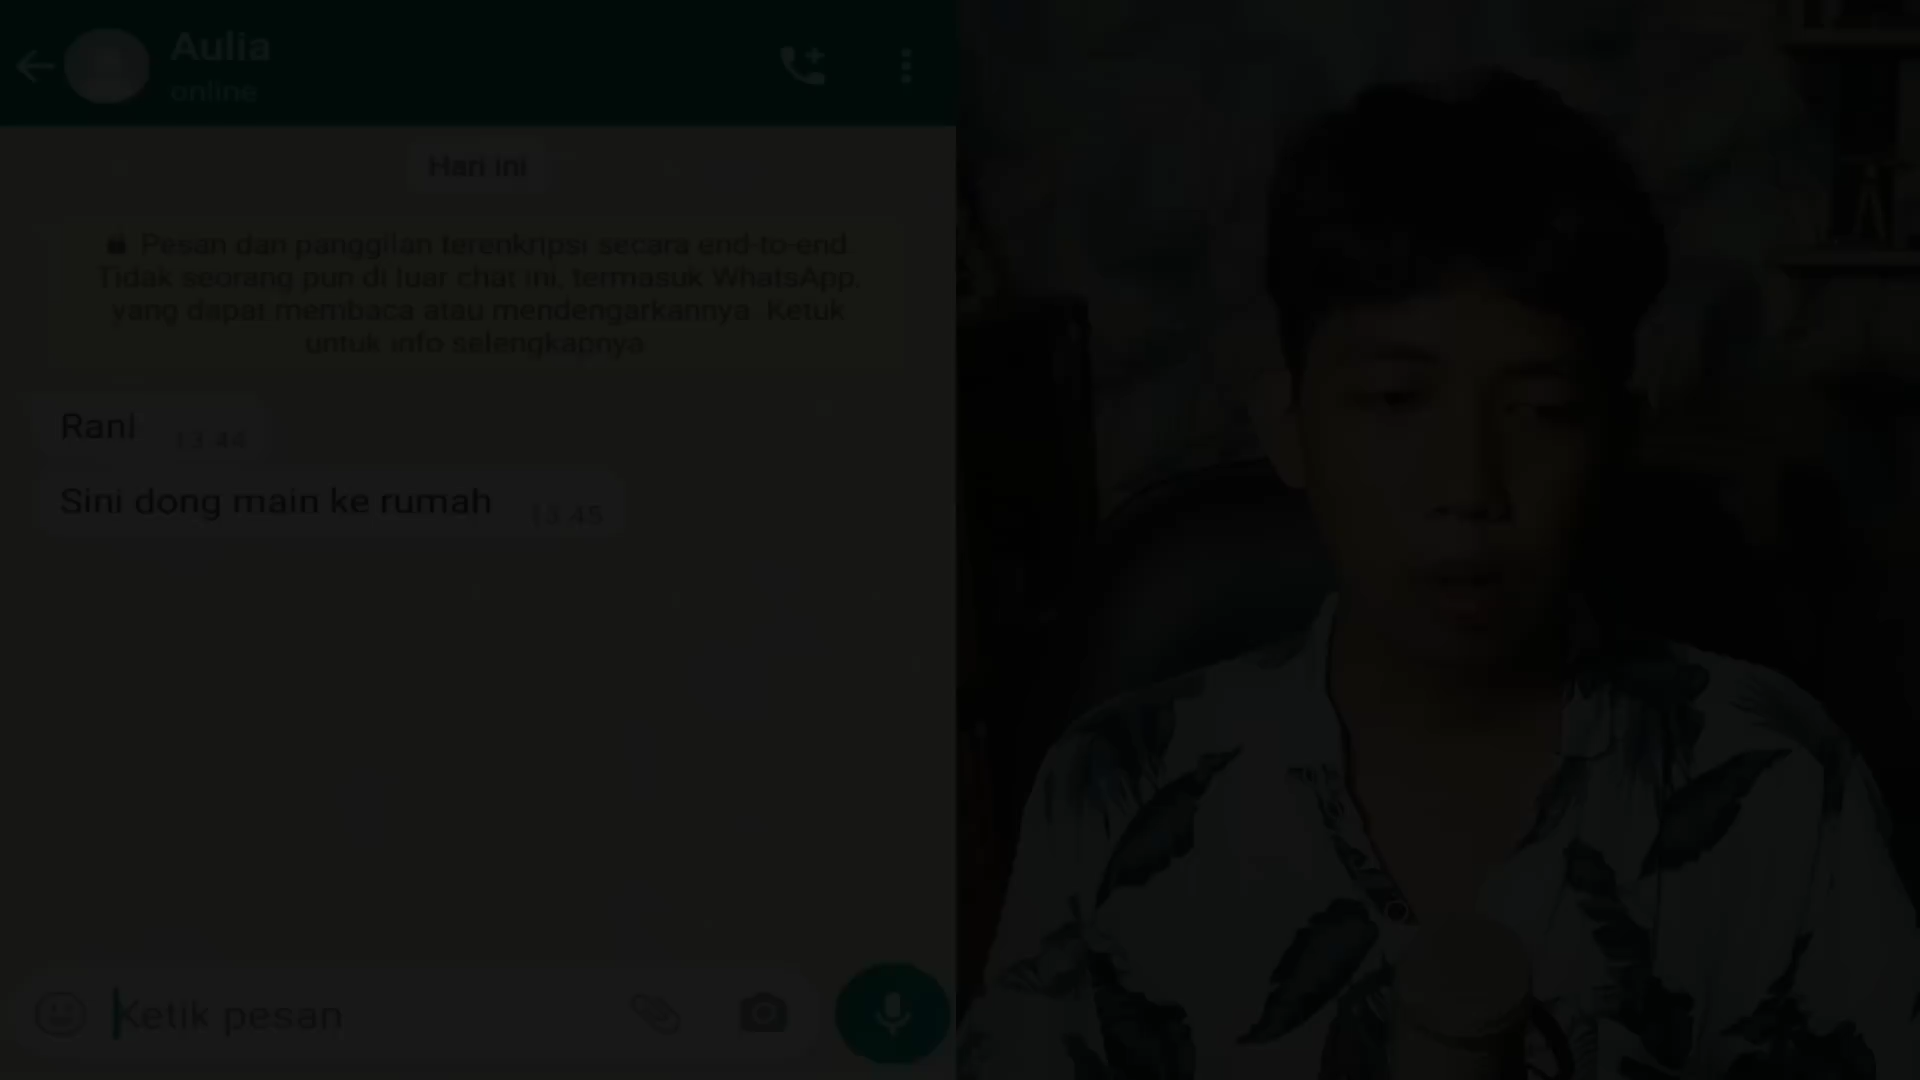 Aulia
online
Hari ini
Pesan dan panggilan terenkripsi secara end-to-end.
Tidak seorang pun di luar chat ini, termasuk WhatsApp,
yang dapat membaca atau mendengarkannya. Ketuk
untuk info selengkapnya.
Ran!
13.44
Sini dong main ke rumah
13.45
Ketik pesan